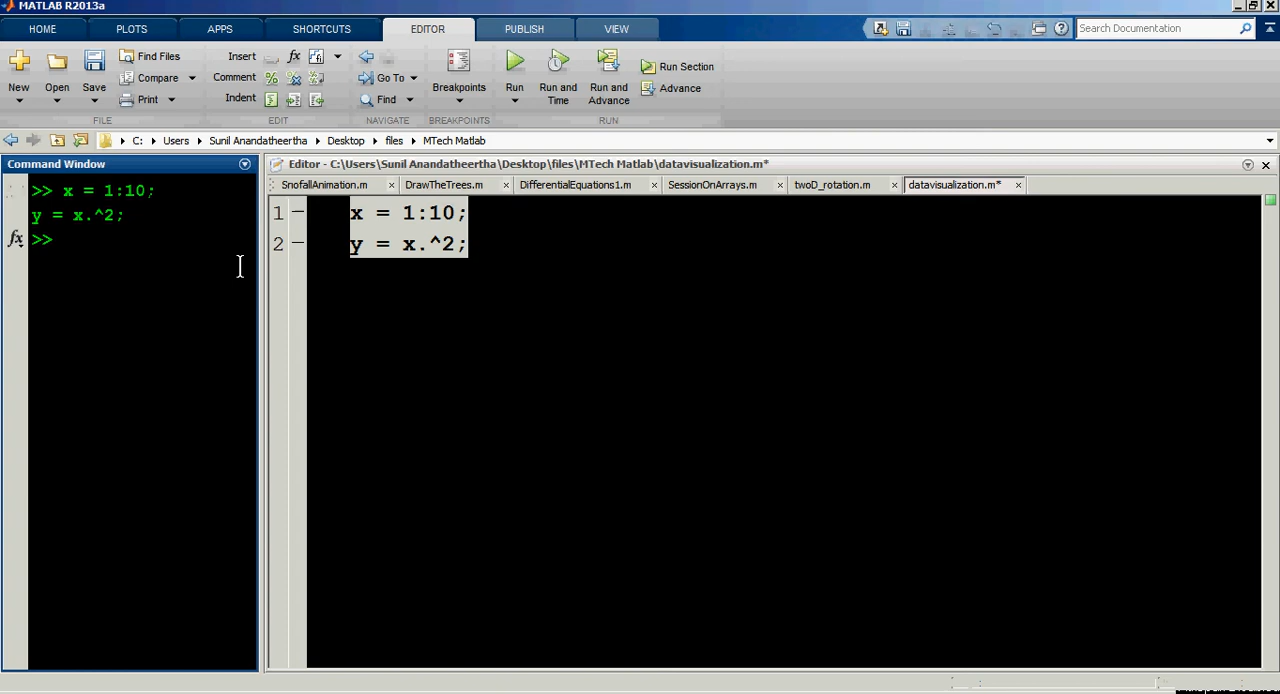 MATLAB R2013a
HOME PLOTS APPS SHORTCUTS EDITOR PUBLISH VIEW Search Documentation
New Open Save Find Files Compare Print Insert fx Comment Indent Go To Find Breakpoints Run Run and Time Run and Advance Run Section Advance
FILE EDIT NAVIGATE BREAKPOINTS RUN
C: Users Sunil Anandatheertha Desktop files MTech Matlab
Command Window
>> x = 1:10;
y = x.^2;
fx >>
Editor - C:\Users\Sunil Anandatheertha\Desktop\files\MTech Matlab\datavisualization.m*
SnofallAnimation.m DrawTheTrees.m DifferentialEquations1.m SessionOnArrays.m twoD_rotation.m datavisualization.m*
1 x = 1:10;
2 y = x.^2;